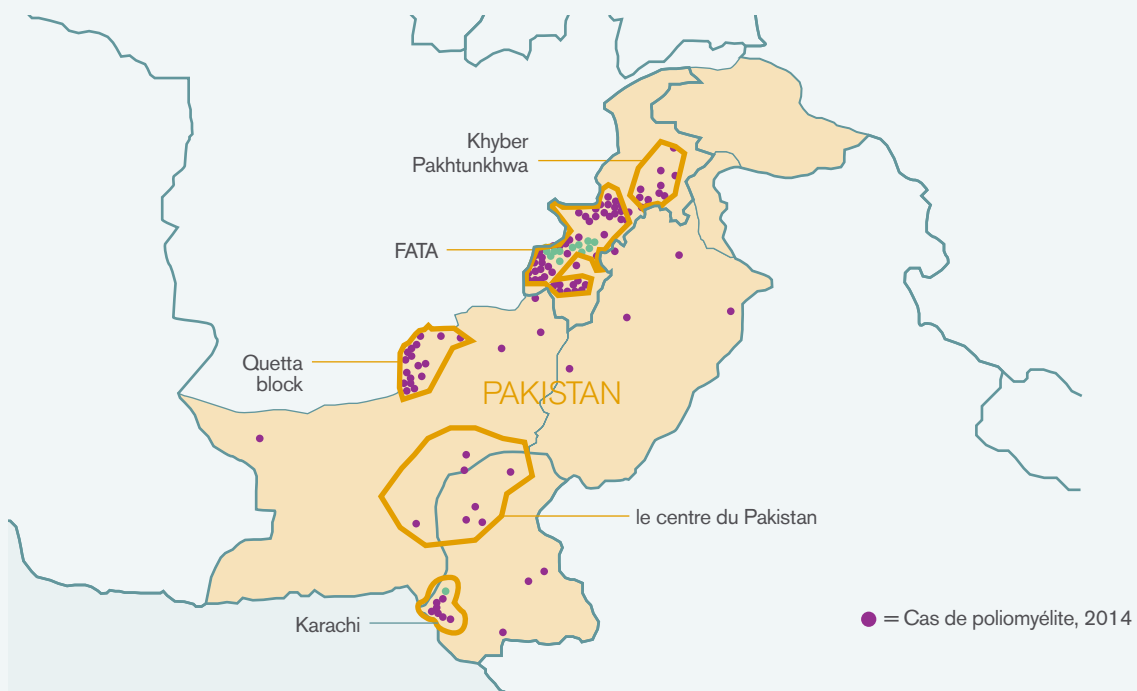 Khyber
Pakhtunkhwa
FATA
Quetta
block
PAKISTAN
le centre du Pakistan
Karachi
= Cas de poliomyélite, 2014